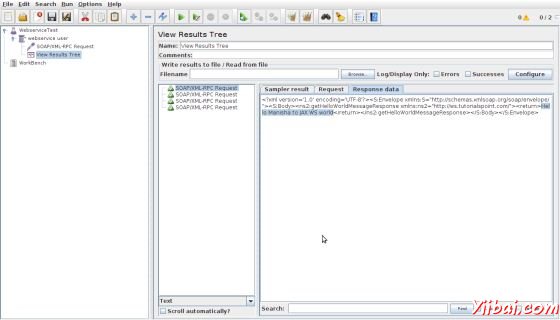 File Edit Search Run Options Help
0 0 / 2
WebserviceTest
webservice user
SOAP/XML-RPC Request
View Results Tree
WorkBench
View Results Tree
Name: View Results Tree
Comments:
Write results to file / Read from file
Filename Browse... Log/Display Only: Errors Successes Configure
SOAP/XML-RPC Request
SOAP/XML-RPC Request
SOAP/XML-RPC Request
SOAP/XML-RPC Request
Sampler result Request Response data
<?xml version='1.0' encoding='UTF-8'?><S:Envelope xmlns:S="http://schemas.xmlsoap.org/soap/envelope/
"><S:Body><ns2:getHelloWorldMessageResponse xmlns:ns2="http://ws.tutorialspoint.com/"><return>Hel
lo Manisha to JAX WS world</return></ns2:getHelloWorldMessageResponse></S:Body></S:Envelope>
Text
Scroll automatically?
Search: Find
Yiibai.com